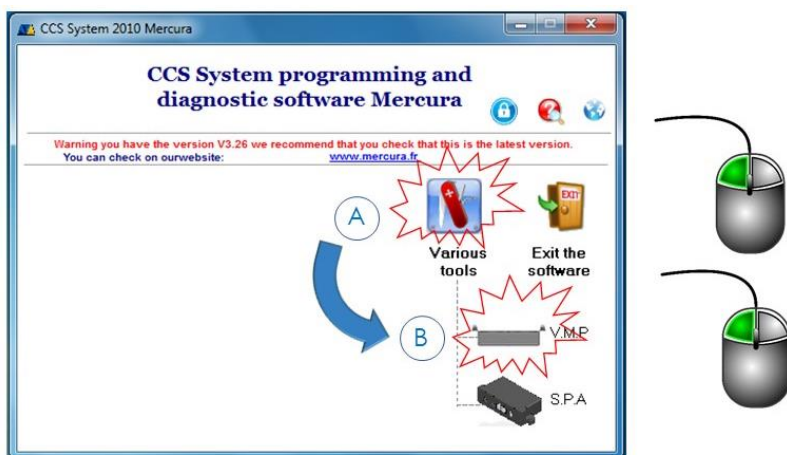 CCS System 2010 Mercura
CCS System programming and
diagnostic software Mercura
Warning you have the version V3.26 we recommend that you check that this is the latest version.
You can check on ourwebsite: www.mercura.fr
A
EXIT
Various
tools
Exit the
software
B
V.M.P
S.P.A